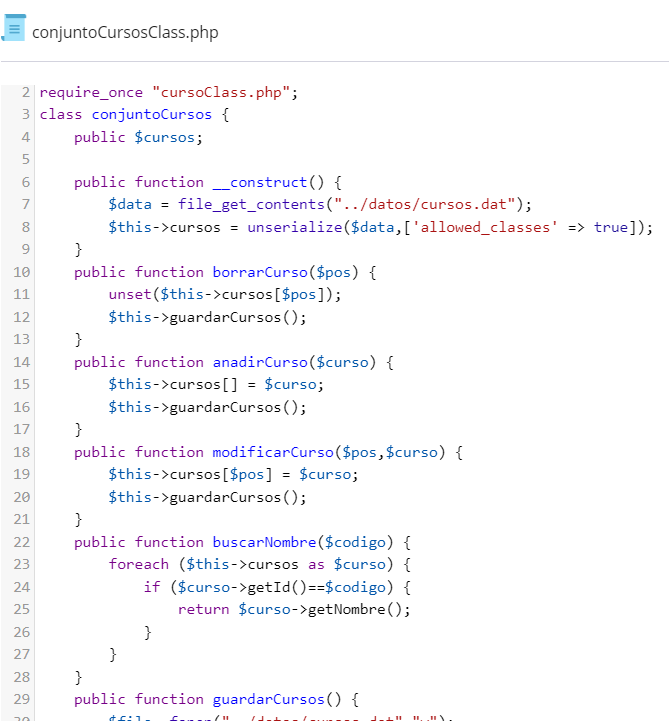 conjuntoCursosClass.php
2 require_once "cursoClass.php";
3 class conjuntoCursos {
4     public $cursos;
5
6     public function __construct() {
7         $data = file_get_contents("../datos/cursos.dat");
8         $this->cursos = unserialize($data,['allowed_classes' => true]);
9     }
10     public function borrarCurso($pos) {
11         unset($this->cursos[$pos]);
12         $this->guardarCursos();
13     }
14     public function anadirCurso($curso) {
15         $this->cursos[] = $curso;
16         $this->guardarCursos();
17     }
18     public function modificarCurso($pos,$curso) {
19         $this->cursos[$pos] = $curso;
20         $this->guardarCursos();
21     }
22     public function buscarNombre($codigo) {
23         foreach ($this->cursos as $curso) {
24             if ($curso->getId()==$codigo) {
25                 return $curso->getNombre();
26             }
27         }
28     }
29     public function guardarCursos() {